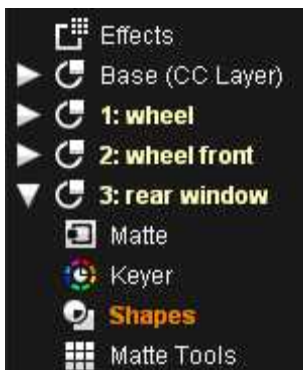 Effects
Base (CC Layer)
1: wheel
2: wheel front
3: rear window
Matte
Keyer
Shapes
Matte Tools